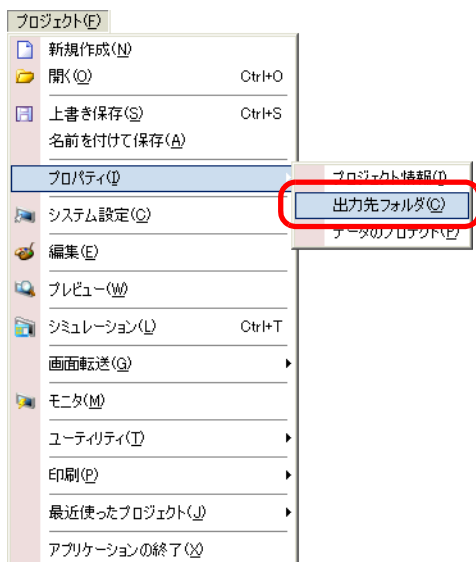 プロジェクト(F)
新規作成(N)
開く(O) Ctrl+O
上書き保存(S) Ctrl+S
名前を付けて保存(A)
プロパティ(I)
プロジェクト情報(I)
出力先フォルダ(C)
データのプロテクト(P)
システム設定(C)
編集(E)
プレビュー(W)
シミュレーション(L) Ctrl+T
画面転送(G)
モニタ(M)
ユーティリティ(T)
印刷(P)
最近使ったプロジェクト(J)
アプリケーションの終了(X)